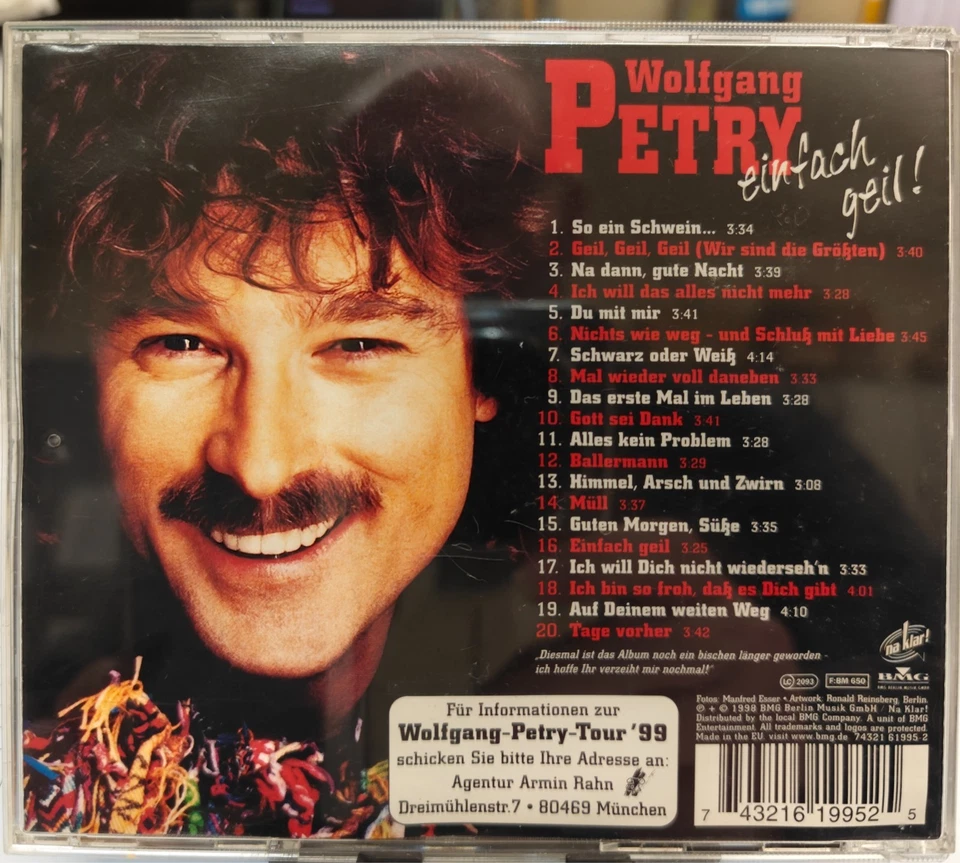 Wolfgang
PETRY
einfach
geil!
1. So ein Schwein... 3:34
2. Geil, Geil, Geil (Wir sind die Größten) 3:40
3. Na dann, gute Nacht 3:39
4. Ich will das alles nicht mehr 3:28
5. Du mit mir 3:41
6. Nichts wie weg - und Schluß mit Liebe 3:45
7. Schwarz oder Weiß 4:14
8. Mal wieder voll daneben 3:33
9. Das erste Mal im Leben 3:28
10. Gott sei Dank 3:41
11. Alles kein Problem 3:28
12. Ballermann 3:29
13. Himmel, Arsch und Zwirn 3:08
14. Müll 3:37
15. Guten Morgen, Süße 3:35
16. Einfach geil 3:25
17. Ich will Dich nicht wiederseh'n 3:33
18. Ich bin so froh, daß es Dich gibt 4:01
19. Auf Deinem weiten Weg 4:10
20. Tage vorher 3:42
„Diesmal ist das Album noch ein bischen länger geworden -
ich hoffe Ihr verzeiht mir nochmal!"
na klar!
LC 2093 F: BM 650 BMG
BMG BERLIN MUSIK GMBH
Fotos: Manfred Esser • Artwork: Ronald Reinsberg, Berlin.
℗ + © 1998 BMG Berlin Musik GmbH / Na Klar!
Distributed by the local BMG Company. A unit of BMG
Entertainment. All trademarks and logos are protected.
Made in the EU. visit www.bmg.de 74321 61995-2
Für Informationen zur
Wolfgang-Petry-Tour '99
schicken Sie bitte Ihre Adresse an:
Agentur Armin Rahn
Dreimühlenstr.7 • 80469 München
7 43216 19952 5